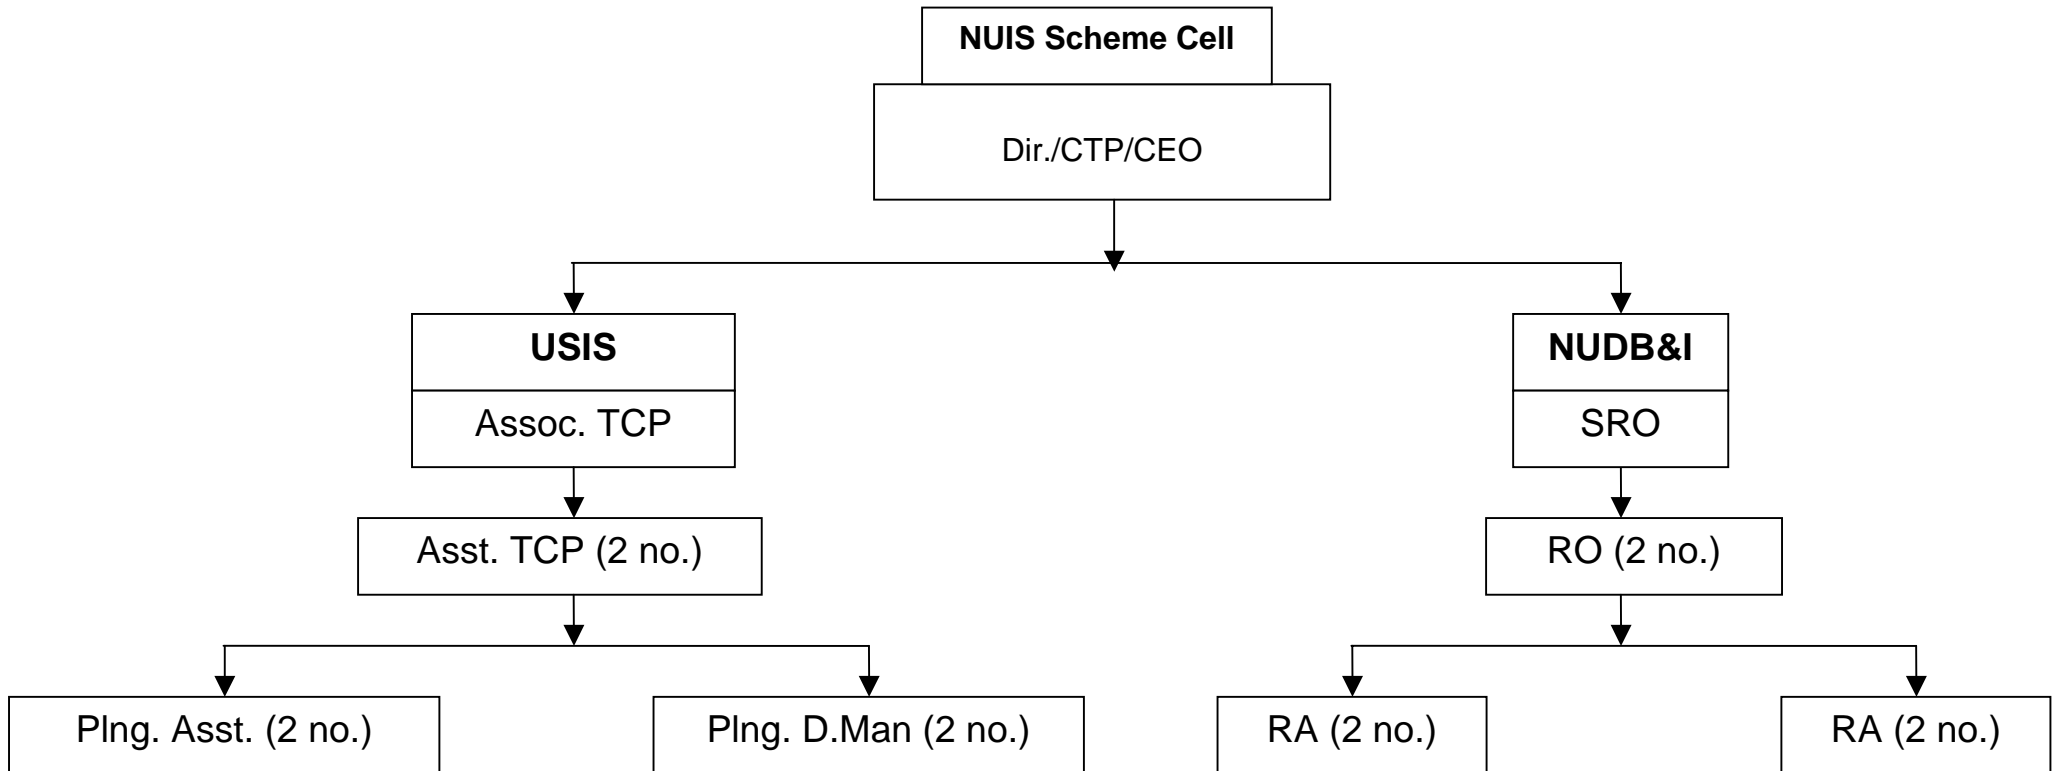 NUIS Scheme Cell
Dir./CTP/CEO
USIS
NUDB&I
Assoc. TCP
SRO
Asst. TCP (2 no.)
RO (2 no.)
Plng. Asst. (2 no.)
Plng. D.Man (2 no.)
RA (2 no.)
RA (2 no.)